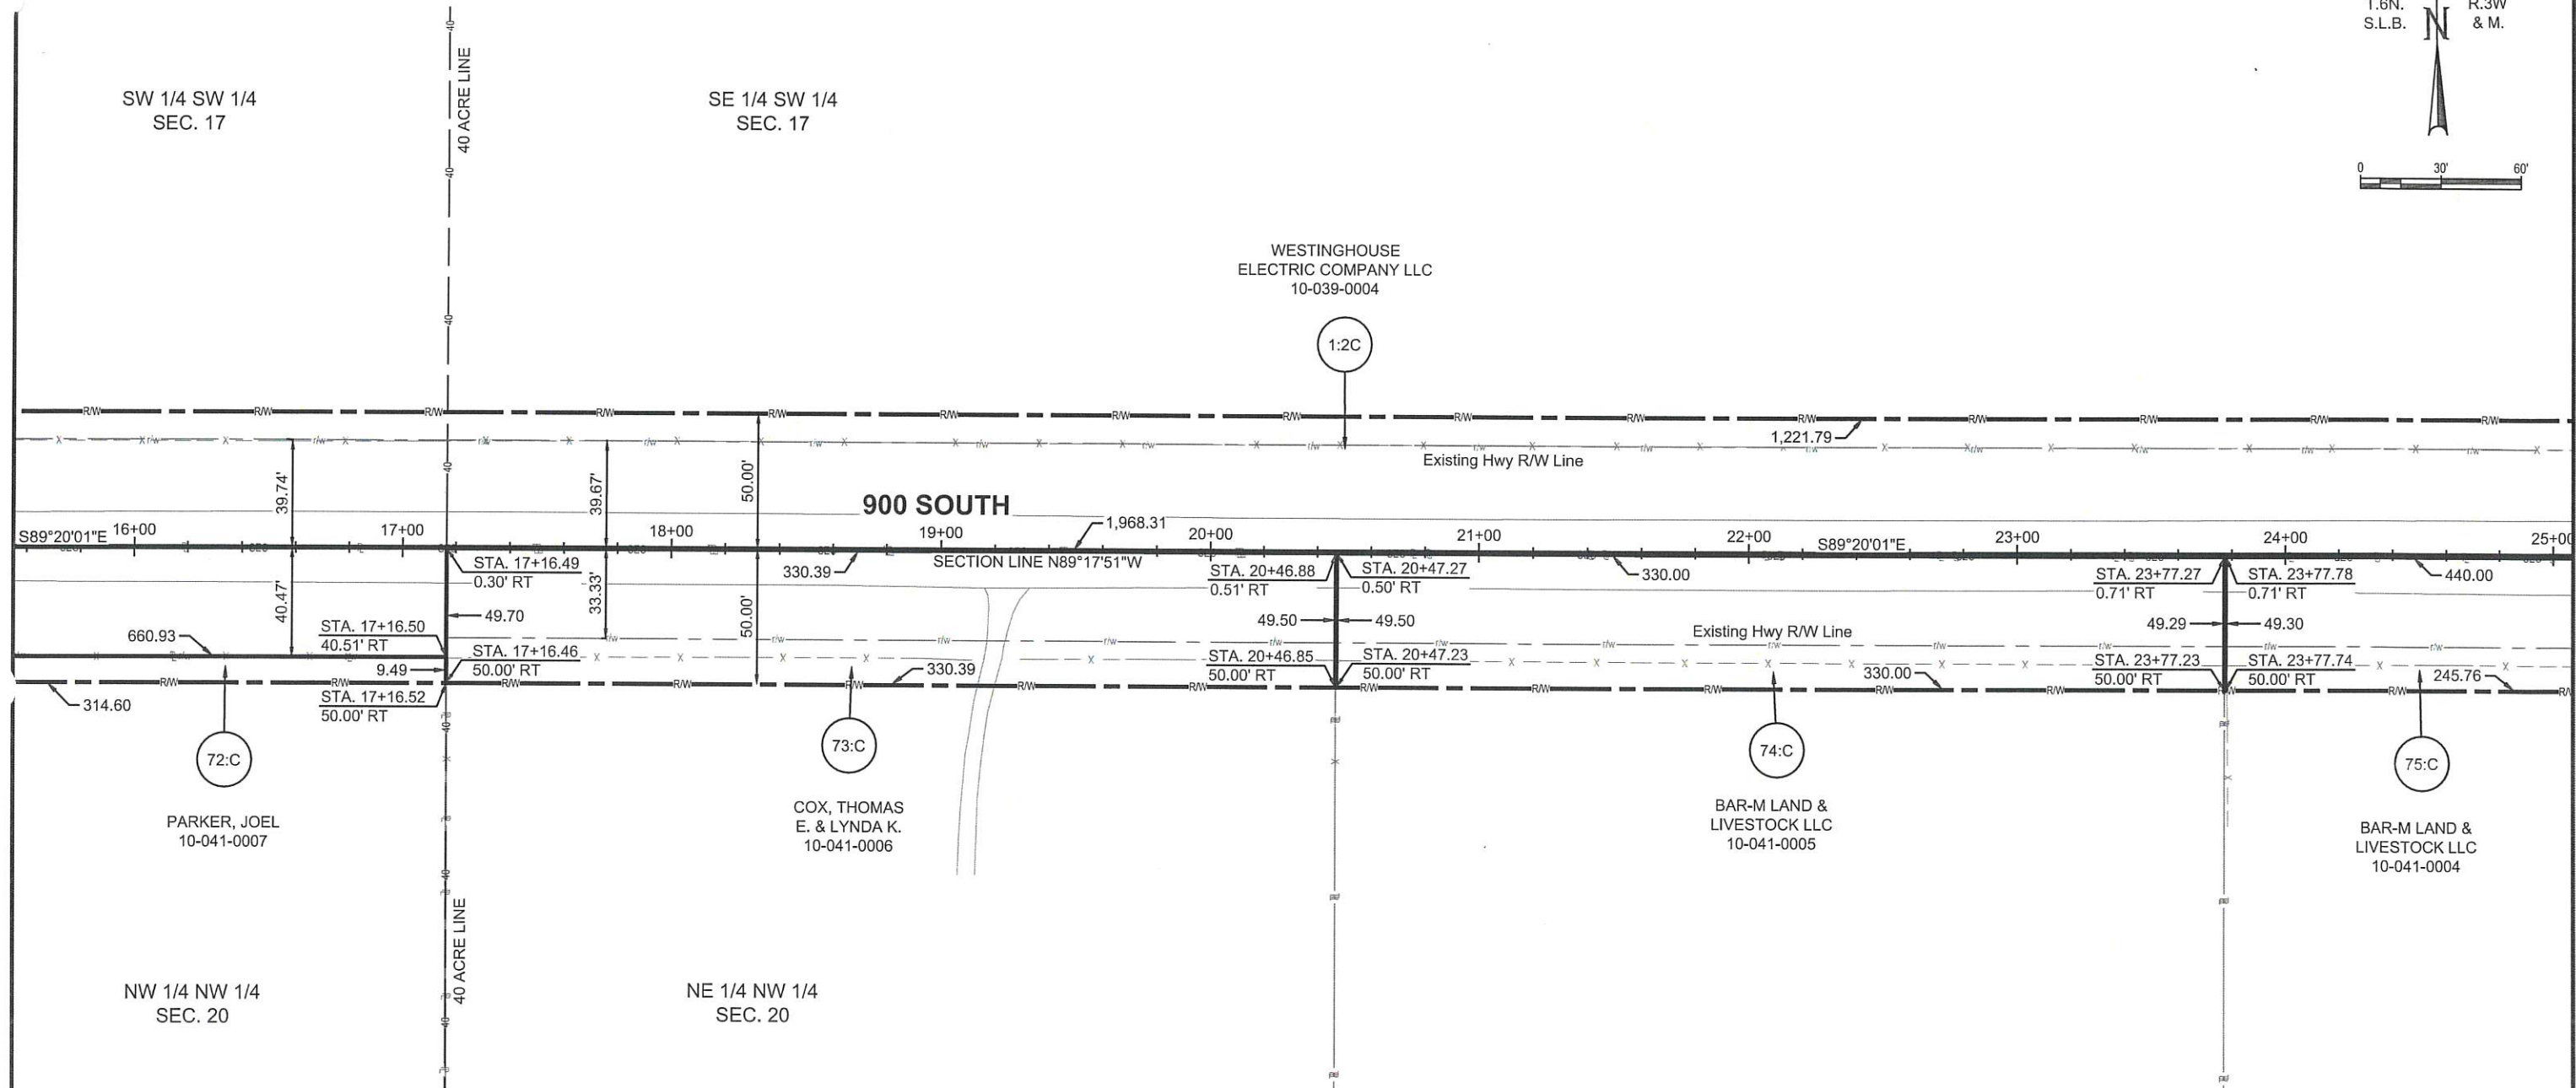 T.6N. R.3W
S.L.B. N & M.
0 30' 60'
SW 1/4 SW 1/4
SEC. 17
40 ACRE LINE
SE 1/4 SW 1/4
SEC. 17
WESTINGHOUSE
ELECTRIC COMPANY LLC
10-039-0004
1:2C
R/W R/W R/W R/W R/W R/W R/W R/W R/W R/W R/W R/W R/W R/W R/W
1,221.79
Existing Hwy R/W Line
39.74'
39.67'
50.00'
900 SOUTH
1,968.31
S89°20'01"E
16+00 17+00 18+00 19+00 20+00 21+00 22+00 23+00 24+00 25+00
S89°20'01"E
SECTION LINE N89°17'51"W
330.39
330.00
440.00
STA. 17+16.49
0.30' RT
STA. 20+46.88
0.51' RT
STA. 20+47.27
0.50' RT
STA. 23+77.27
0.71' RT
STA. 23+77.78
0.71' RT
40.47'
33.33'
50.00'
49.70
49.50 49.50
49.29 49.30
660.93
STA. 17+16.50
40.51' RT
Existing Hwy R/W Line
9.49
STA. 17+16.46
50.00' RT
330.39
STA. 20+46.85
50.00' RT
STA. 20+47.23
50.00' RT
330.00
STA. 23+77.23
50.00' RT
STA. 23+77.74
50.00' RT
245.76
R/W R/W R/W R/W R/W R/W R/W R/W R/W R/W R/W R/W R/W R/W
314.60
STA. 17+16.52
50.00' RT
72:C
PARKER, JOEL
10-041-0007
73:C
COX, THOMAS
E. & LYNDA K.
10-041-0006
74:C
BAR-M LAND &
LIVESTOCK LLC
10-041-0005
75:C
BAR-M LAND &
LIVESTOCK LLC
10-041-0004
40 ACRE LINE
NW 1/4 NW 1/4
SEC. 20
NE 1/4 NW 1/4
SEC. 20